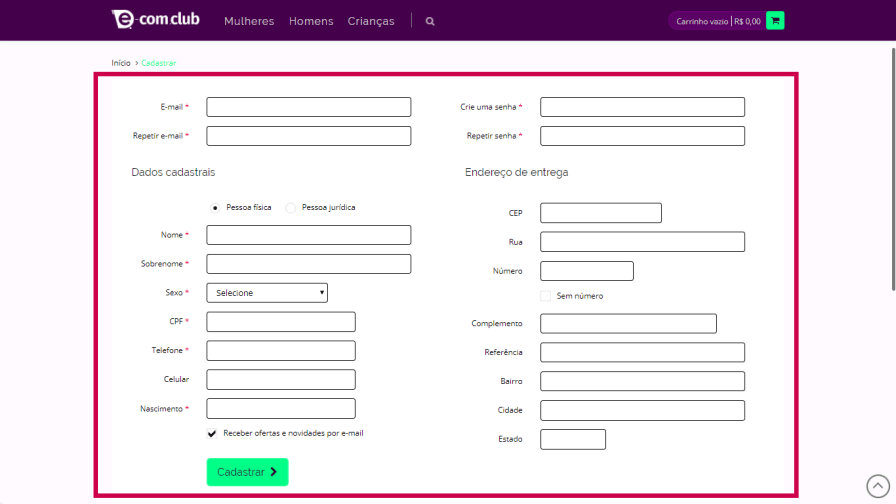 e-com club
Mulheres Homens Crianças
Carrinho vazio | R$ 0,00
Início > Cadastrar
E-mail *
Repetir e-mail *
Crie uma senha *
Repetir senha *
Dados cadastrais
Pessoa física Pessoa jurídica
Nome *
Sobrenome *
Sexo * Selecione
CPF *
Telefone *
Celular
Nascimento *
Receber ofertas e novidades por e-mail
Cadastrar
Endereço de entrega
CEP
Rua
Número
Sem número
Complemento
Referência
Bairro
Cidade
Estado